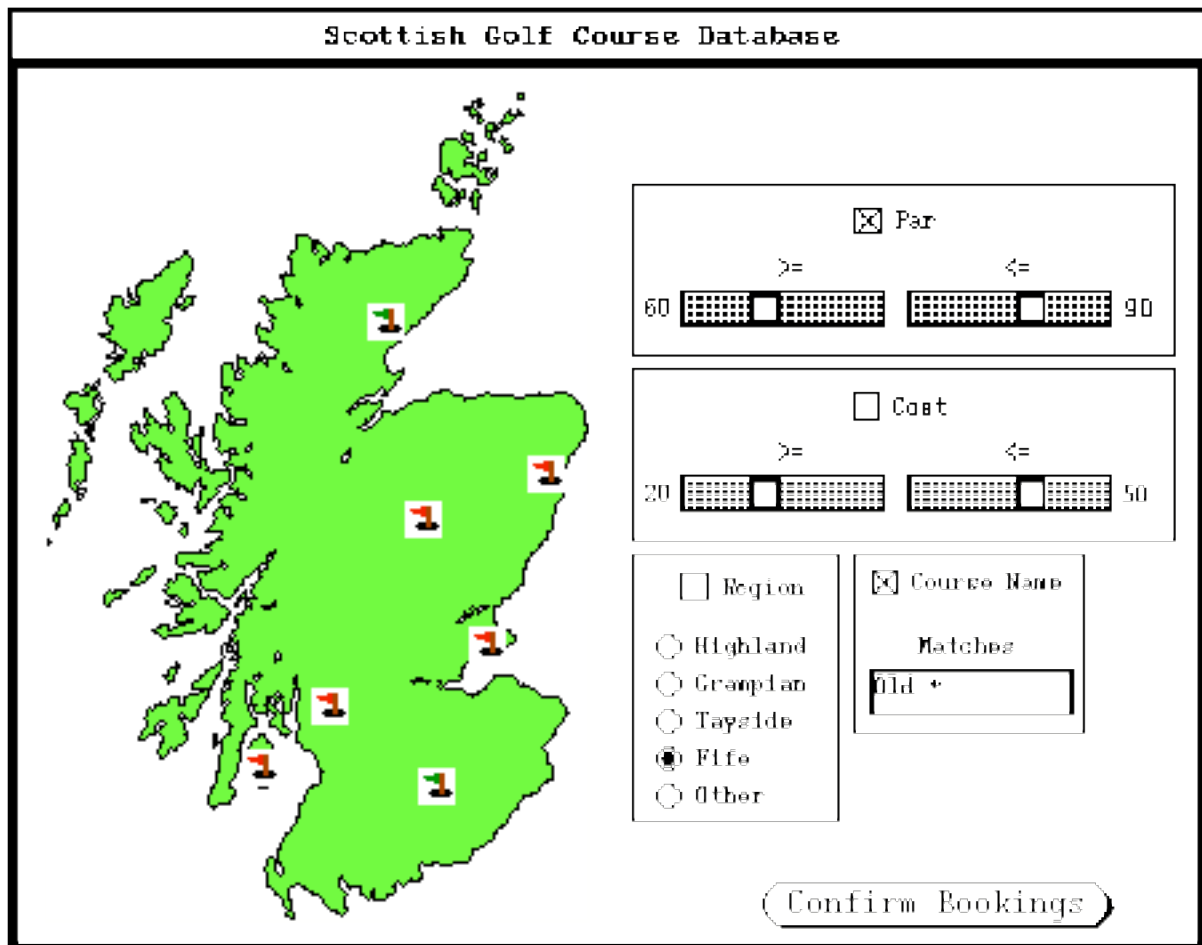 Scottish Golf Course Database
Par
>= <=
60 90
Cost
>= <=
20 50
Region
Highland
Grampian
Tayside
Fife
Other
Course Name
Matches
Old *
Confirm Bookings